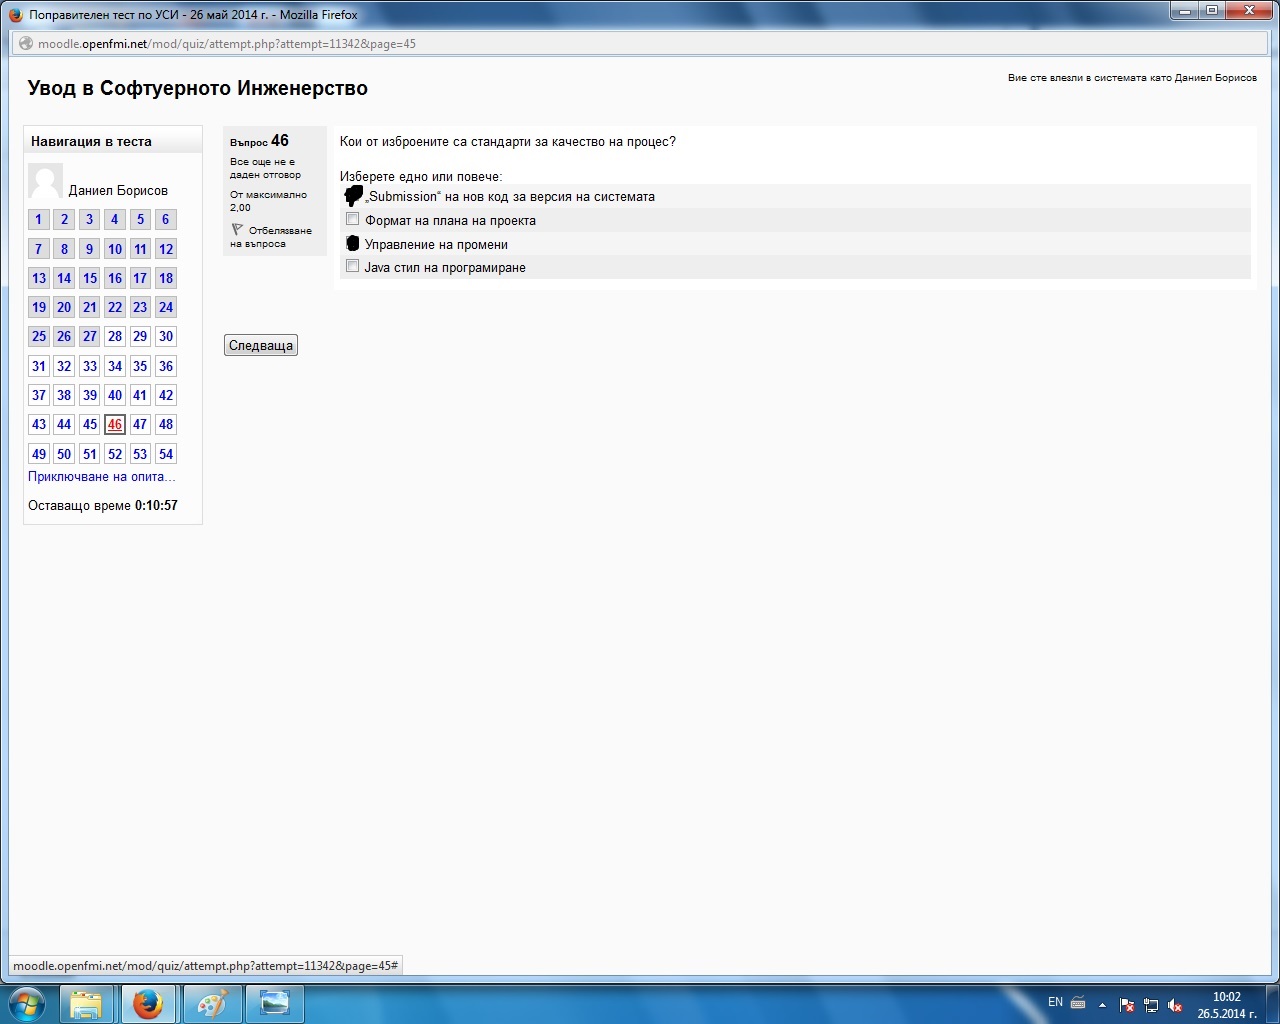 Поправителен тест по УСИ - 26 май 2014 г. - Mozilla Firefox
moodle.openfmi.net/mod/quiz/attempt.php?attempt=11342&page=45
Увод в Софтуерното Инженерство
Вие сте влезли в системата като Даниел Борисов
Навигация в теста
Даниел Борисов
1 2 3 4 5 6
7 8 9 10 11 12
13 14 15 16 17 18
19 20 21 22 23 24
25 26 27 28 29 30
31 32 33 34 35 36
37 38 39 40 41 42
43 44 45 46 47 48
49 50 51 52 53 54
Приключване на опита...
Оставащо време 0:10:57
Въпрос 46
Все още не е
даден отговор
От максимално
2,00
Отбелязване
на въпроса
Кои от изброените са стандарти за качество на процес?
Изберете едно или повече:
„Submission“ на нов код за версия на системата
Формат на плана на проекта
Управление на промени
Java стил на програмиране
Следваща
moodle.openfmi.net/mod/quiz/attempt.php?attempt=11342&page=45#
EN
10:02
26.5.2014 г.